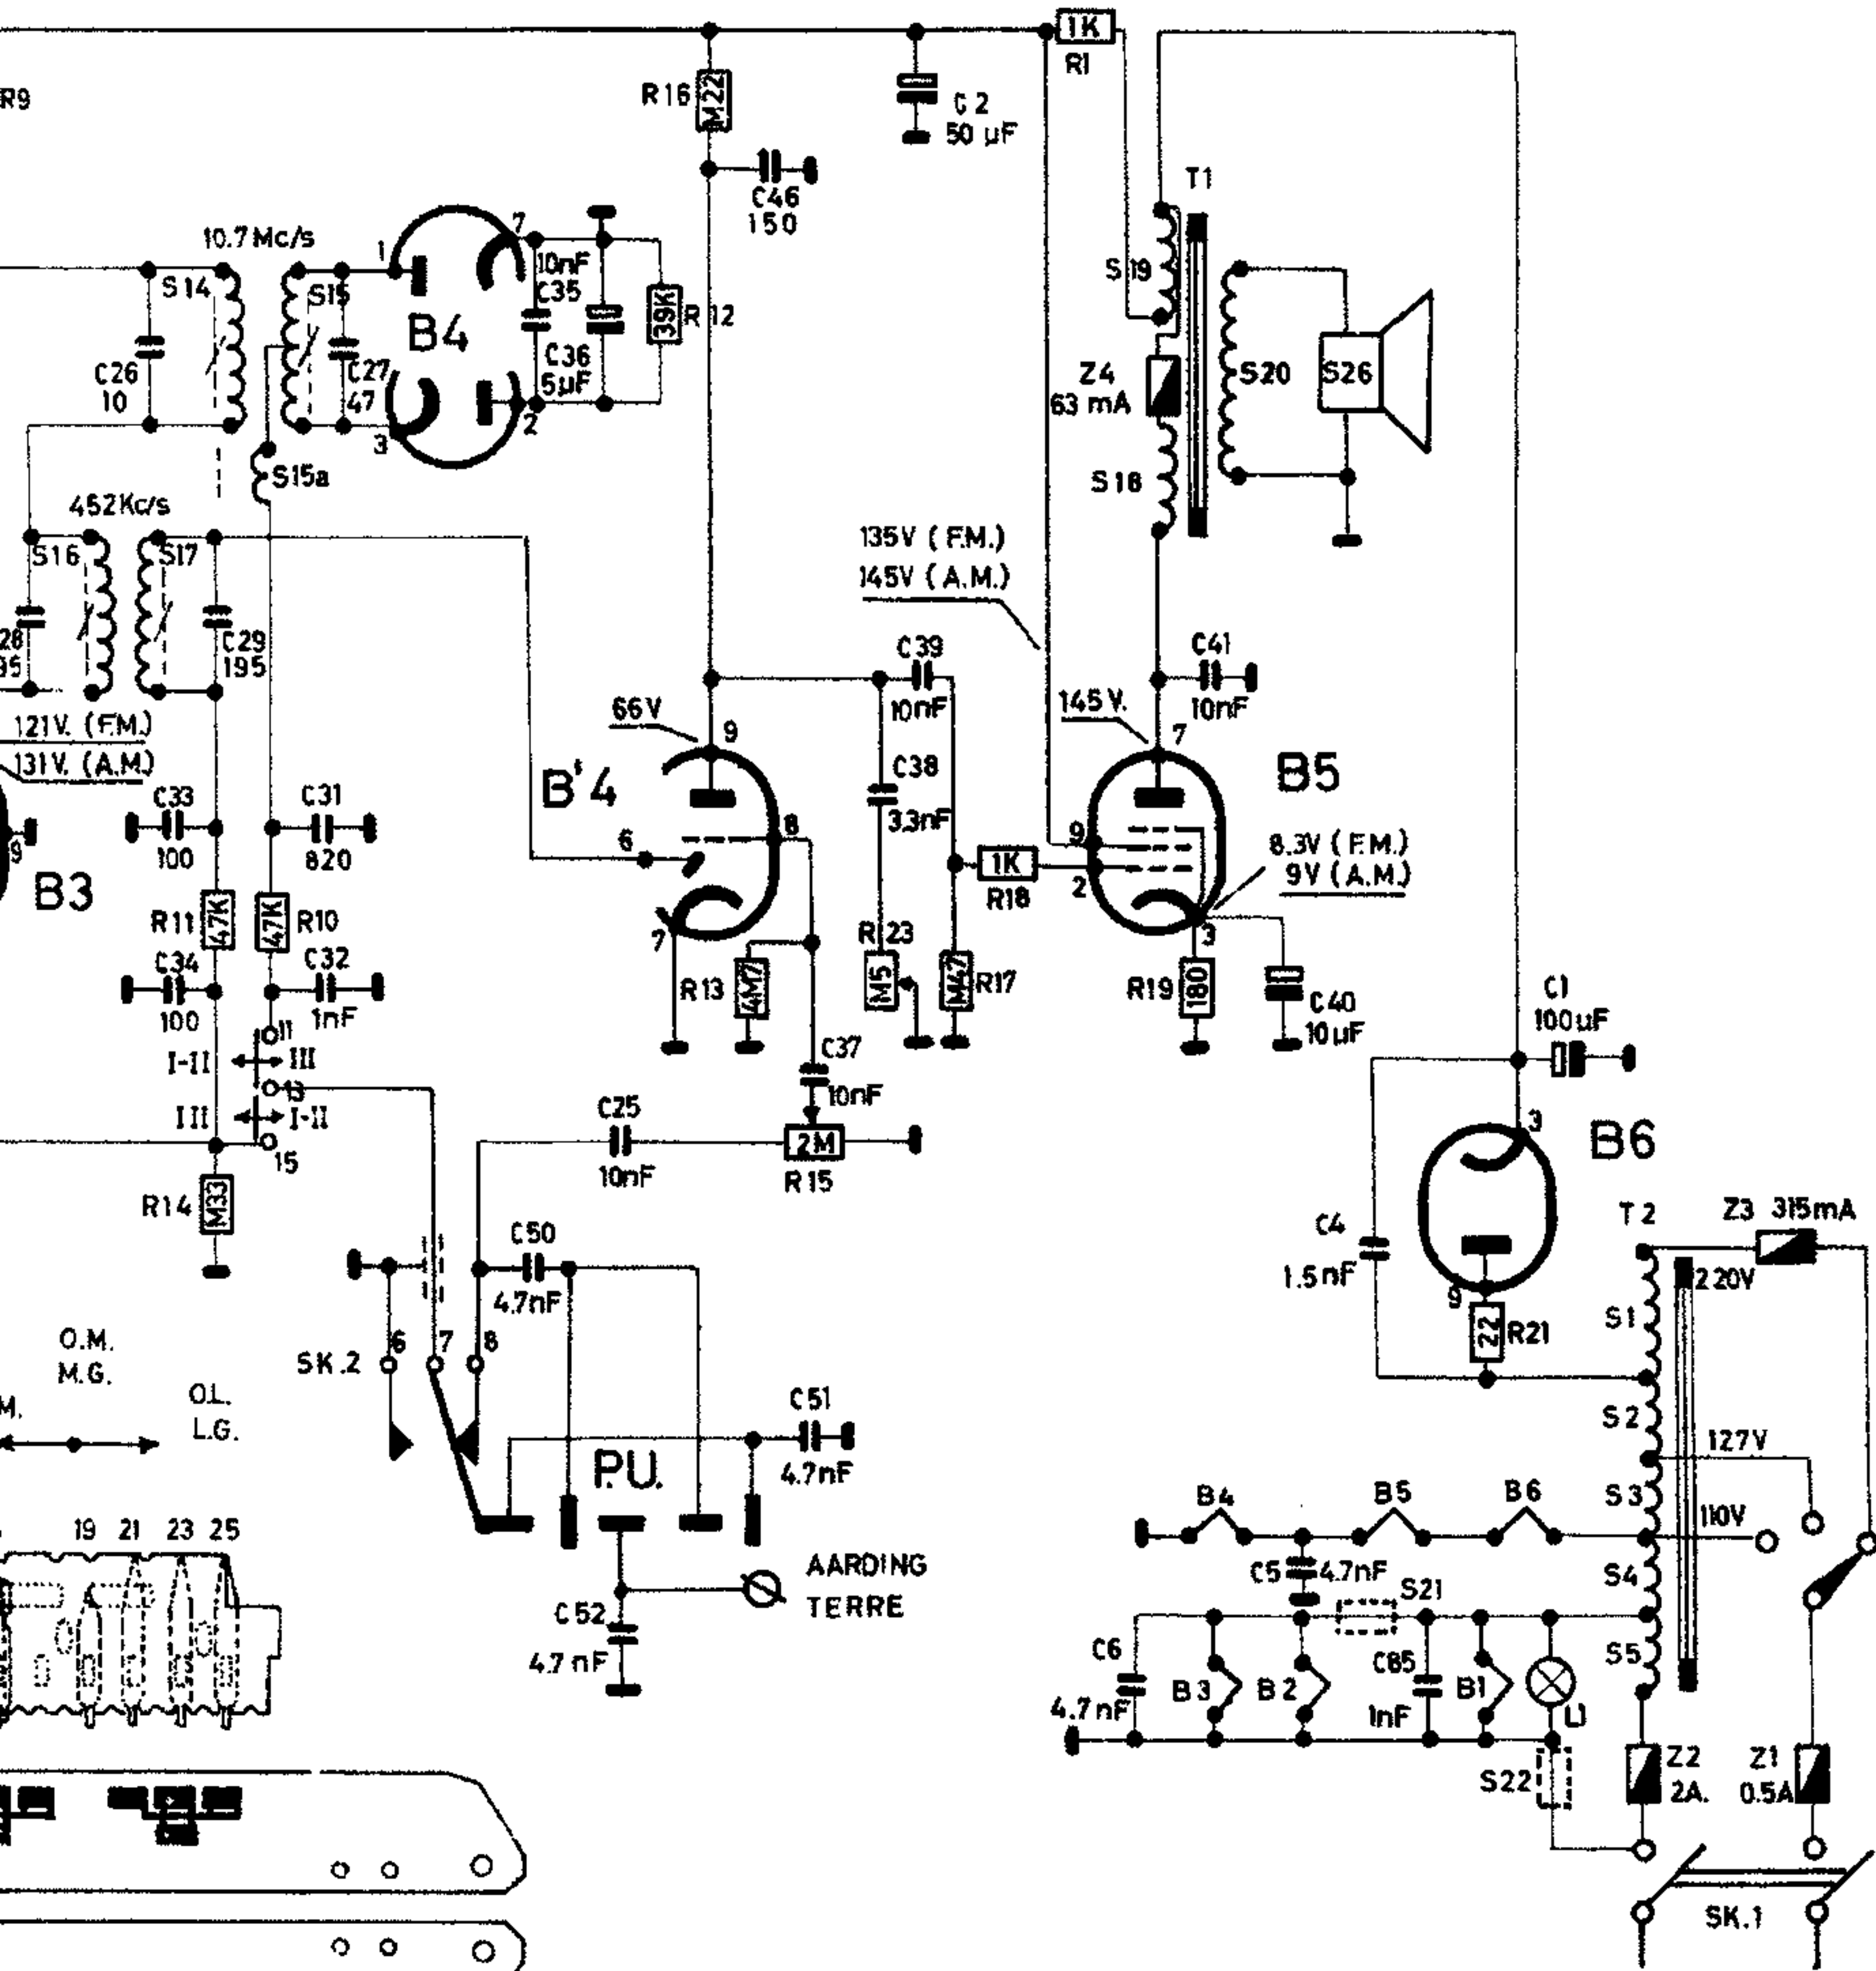 1K
R1
R9
R16
M22
C2
50 µF
C46
150
T1
10.7 Mc/s
S14
S15
1
7
10nF
C35
B4
39K
R12
S19
C26
10
C27
47
C36
5µF
3
2
Z4
63 mA
S20
S26
S15a
S18
452Kc/s
S16
S17
135V (F.M.)
145V (A.M.)
C29
195
C39
10nF
C41
10nF
121V. (F.M.)
131V. (A.M.)
66V
9
145V.
7
B'4
C38
3.3nF
B5
C33
100
C31
820
6
8
9
2
8.3V (F.M.)
9V (A.M.)
9
B3
1K
R18
R11
47K
47K
R10
7
R23
3
C34
100
C32
1nF
R13
4M7
M5
M47
R17
R19
180
C40
10µF
C1
100µF
11
I-II
III
13
III
I-II
15
C37
10nF
C25
10nF
2M
R15
3
B6
R14
M33
C50
4.7nF
C4
1.5nF
T2
Z3 315mA
220V
9
22
R21
S1
O.M.
M.G.
SK.2
6
7
8
O.L.
L.G.
M.
C51
4.7nF
S2
127V
P.U.
B4
B5
B6
S3
110V
19 21 23 25
AARDING
TERRE
C5
4.7nF
S21
S4
C52
4.7nF
C6
4.7nF
B3
B2
C85
1nF
B1
S5
S22
Z2
2A.
Z1
0.5A
SK.1